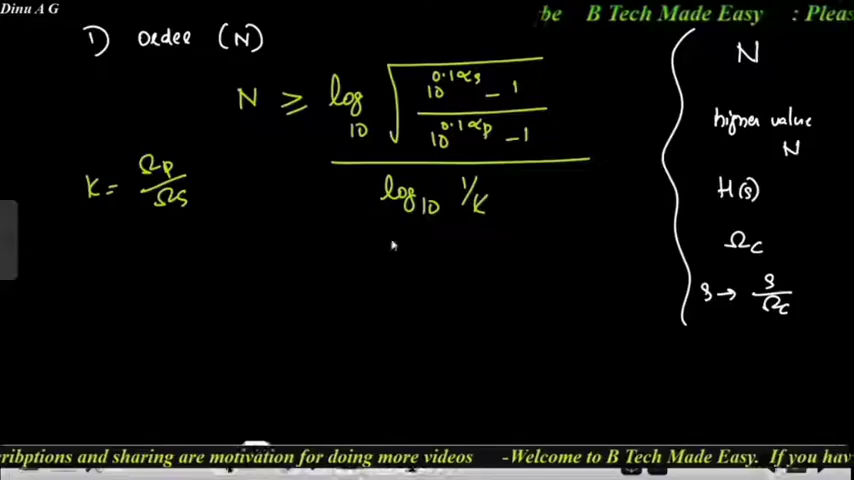 Dinu A G
be B Tech Made Easy : Pleas
1) order (N)
N ≥ log10 √((10^0.1αs − 1)/(10^0.1αp − 1)) / log10 1/K
K = Ωp/Ωs
N
higher value
N
H(s)
Ωc
s → s/Ωc
ribptions and sharing are motivation for doing more videos -Welcome to B Tech Made Easy. If you hav